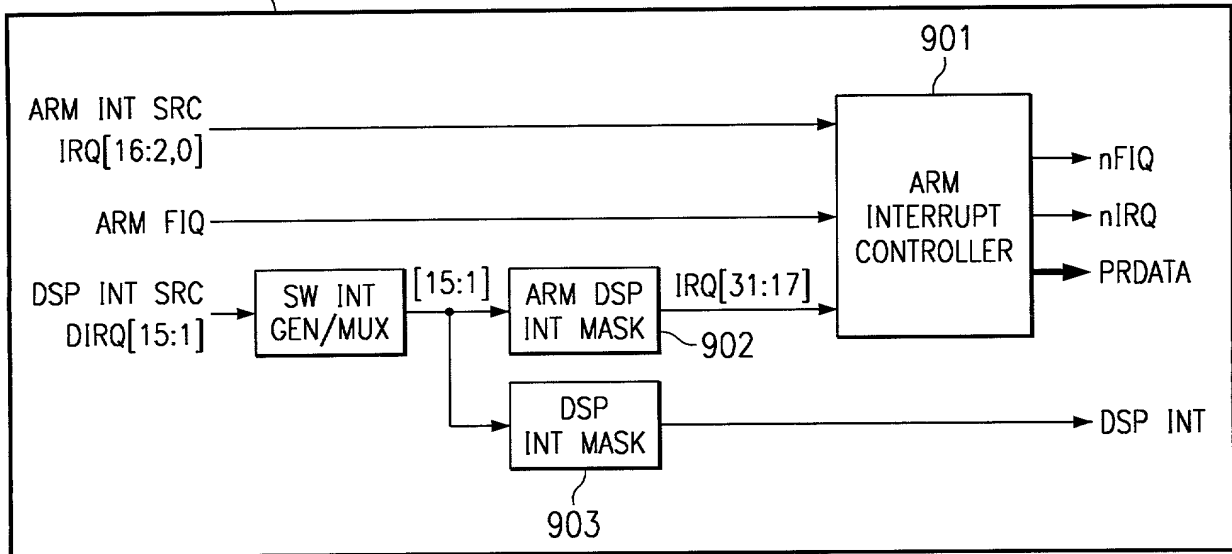 901
ARM INT SRC
IRQ[16:2,0]
ARM FIQ
DSP INT SRC
DIRQ[15:1]
SW INT
GEN/MUX
[15:1]
ARM DSP
INT MASK
902
IRQ[31:17]
ARM
INTERRUPT
CONTROLLER
nFIQ
nIRQ
PRDATA
DSP
INT MASK
903
DSP INT